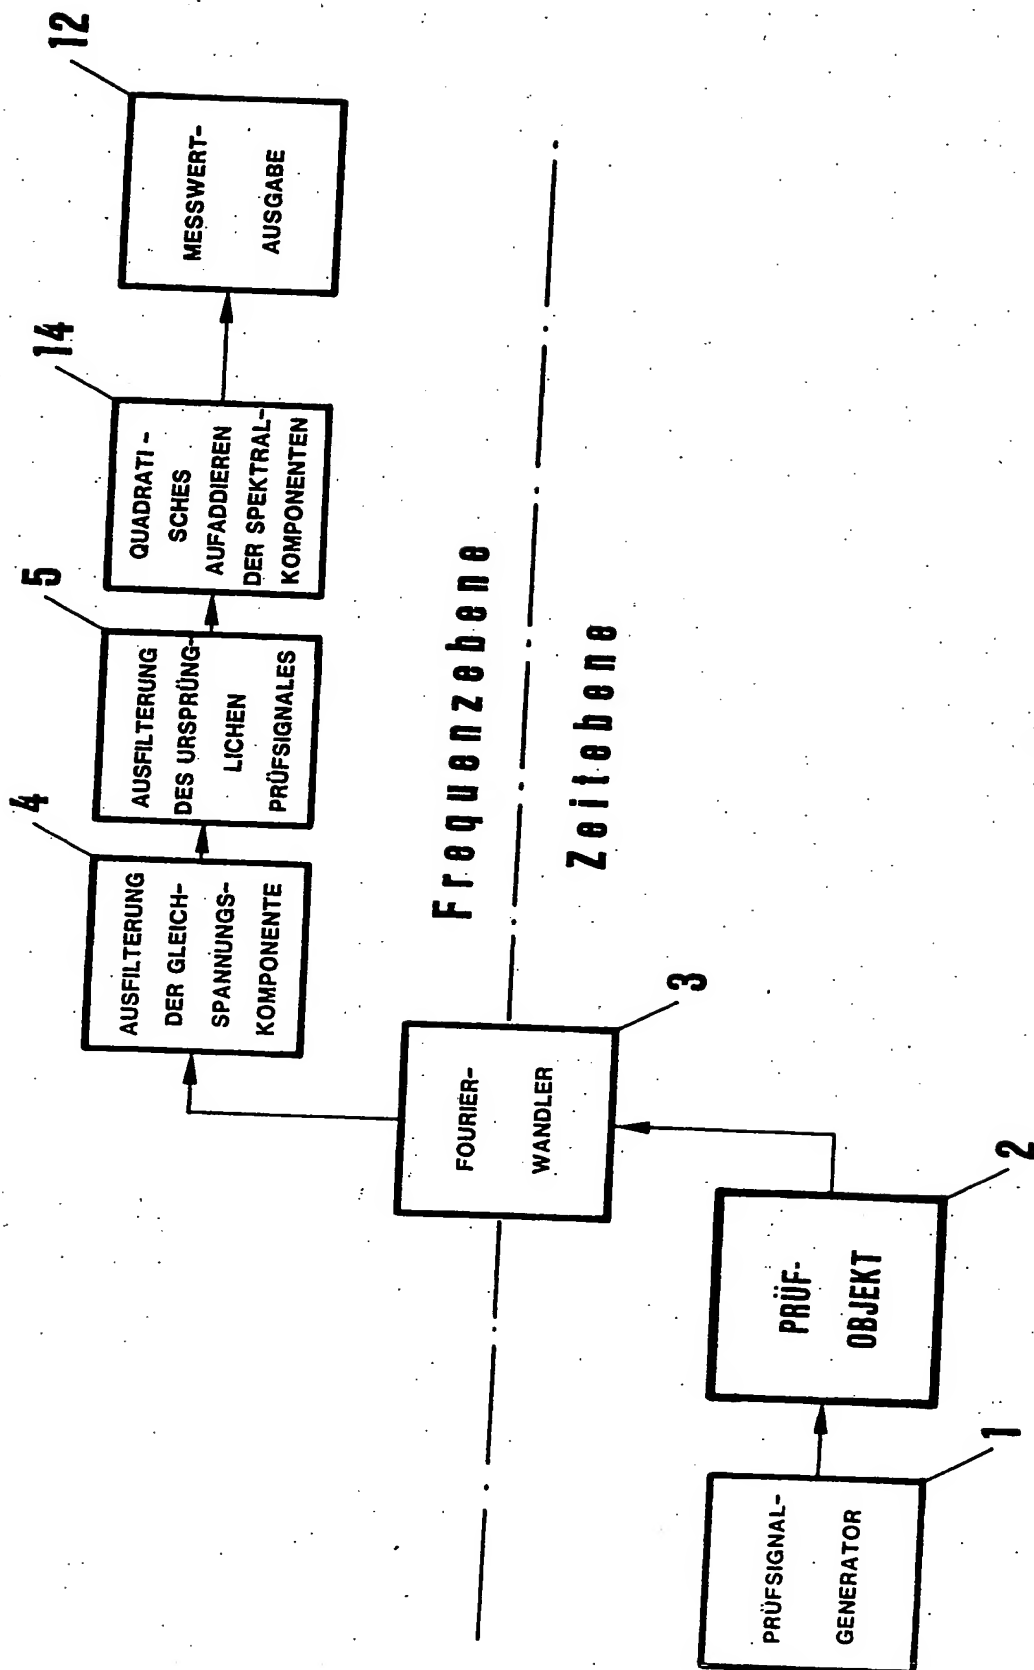 PRÜFSIGNAL-
GENERATOR
1
PRÜF-
OBJEKT
2
FOURIER-
WANDLER
3
AUSFILTERUNG
DER GLEICH-
SPANNUNGS-
KOMPONENTE
4
AUSFILTERUNG
DES URSPRÜNG-
LICHEN
PRÜFSIGNALES
5
QUADRATI-
SCHES
AUFADDIEREN
DER SPEKTRAL-
KOMPONENTEN
14
MESSWERT-
AUSGABE
12
Frequenzebene
Zeitebene